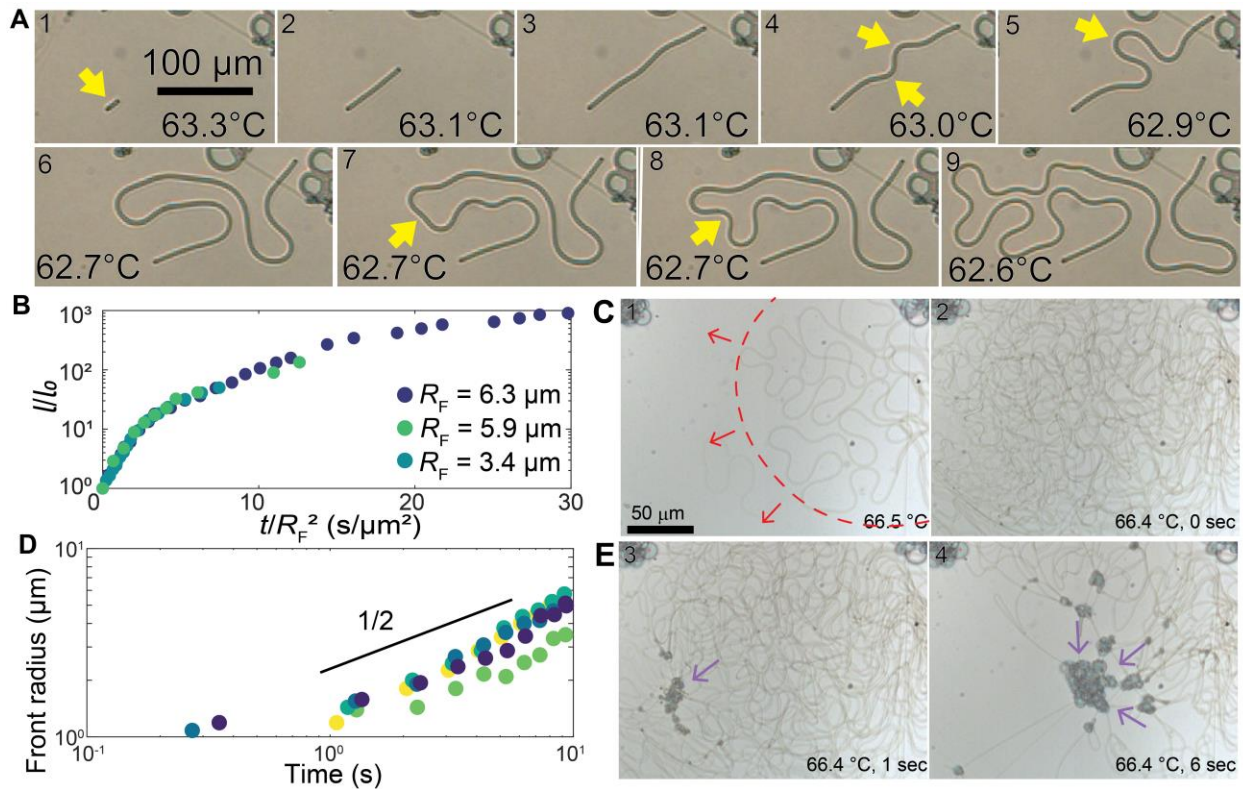 A
1
100 μm
63.3°C
2
63.1°C
3
63.1°C
4
63.0°C
5
62.9°C
6
62.7°C
7
62.7°C
8
62.7°C
9
62.6°C
B
l/l₀
10³
10²
10¹
10⁰
R_F = 6.3 μm
R_F = 5.9 μm
R_F = 3.4 μm
0
10
20
30
t/R_F² (s/μm²)
C
1
50 μm
66.5 °C
2
66.4 °C, 0 sec
D
Front radius (μm)
10¹
10⁰
1/2
10⁻¹
10⁰
10¹
Time (s)
E
3
66.4 °C, 1 sec
4
66.4 °C, 6 sec